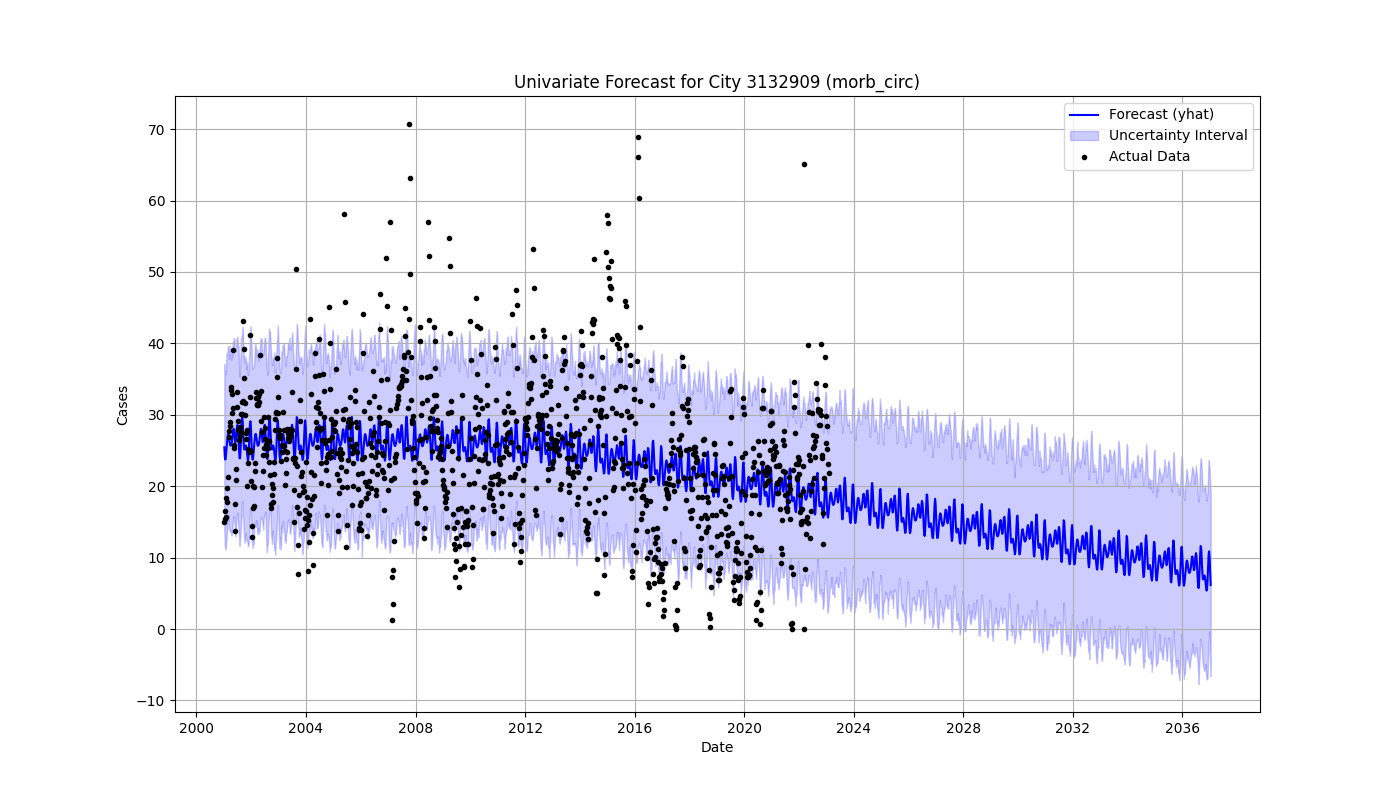 Univariate Forecast for City 3132909 (morb_circ)
Forecast (yhat)
Uncertainty Interval
Actual Data
Cases
70
60
50
40
30
20
10
0
−10
2000 2004 2008 2012 2016 2020 2024 2028 2032 2036
Date